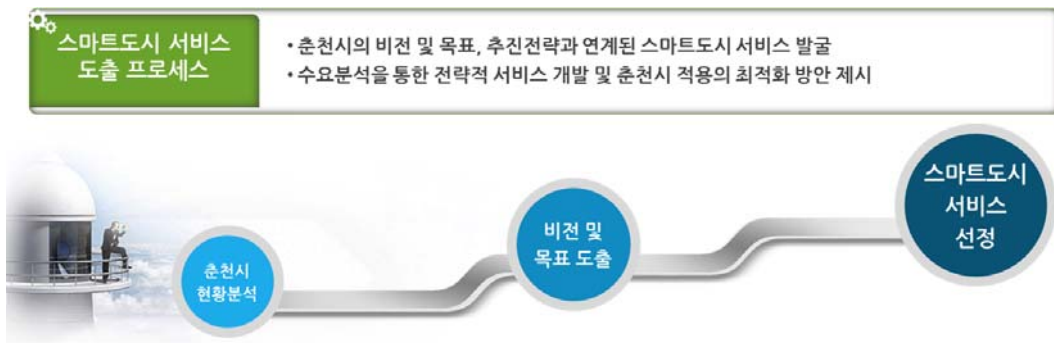 스마트도시 서비스
도출 프로세스
• 춘천시의 비전 및 목표, 추진전략과 연계된 스마트도시 서비스 발굴
• 수요분석을 통한 전략적 서비스 개발 및 춘천시 적용의 최적화 방안 제시
춘천시
현황분석
비전 및
목표 도출
스마트도시
서비스
선정